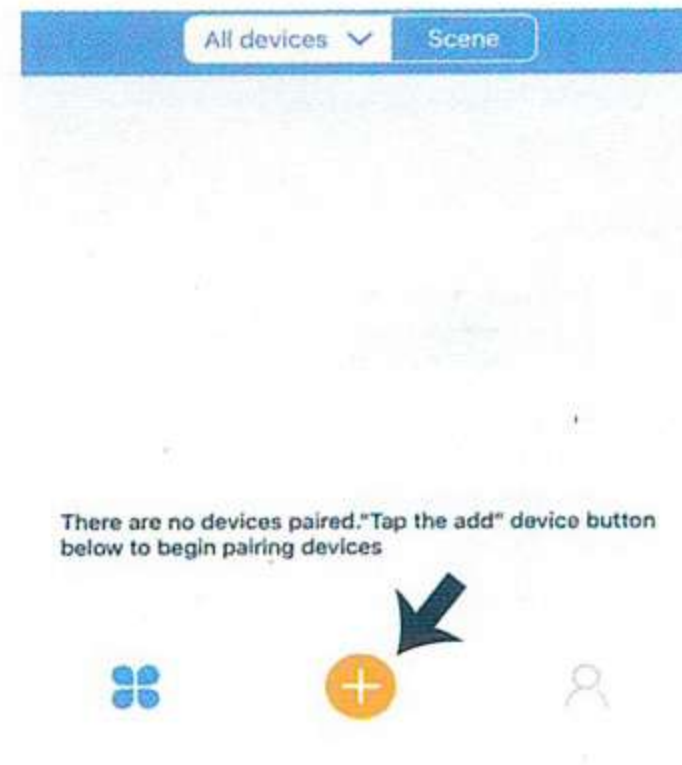 All devices Scene
There are no devices paired."Tap the add" device button
below to begin pairing devices